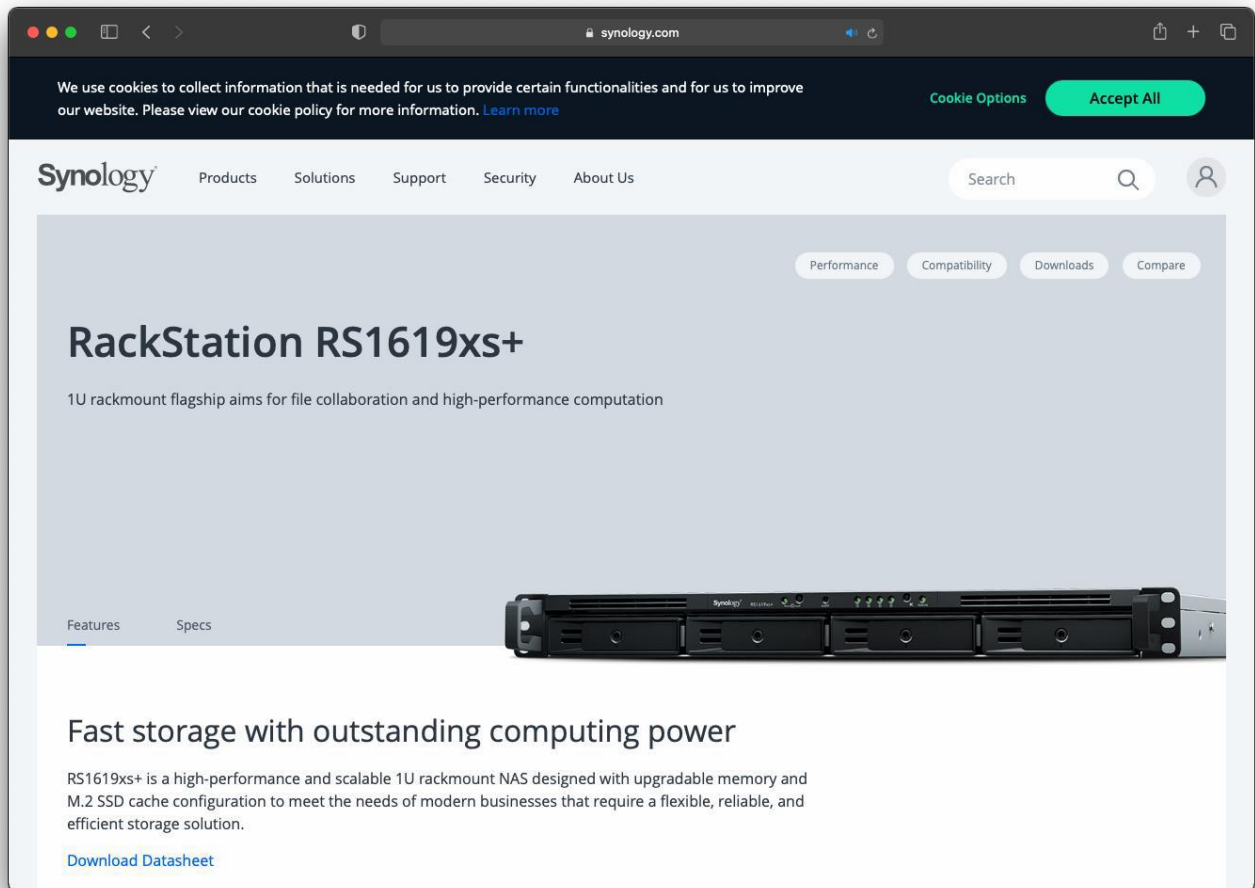 synology.com
We use cookies to collect information that is needed for us to provide certain functionalities and for us to improve
our website. Please view our cookie policy for more information. Learn more
Cookie Options
Accept All
Synology
Products
Solutions
Support
Security
About Us
Search
Performance
Compatibility
Downloads
Compare
RackStation RS1619xs+
1U rackmount flagship aims for file collaboration and high-performance computation
Synology RS1619xs+
Features
Specs
Fast storage with outstanding computing power
RS1619xs+ is a high-performance and scalable 1U rackmount NAS designed with upgradable memory and
M.2 SSD cache configuration to meet the needs of modern businesses that require a flexible, reliable, and
efficient storage solution.
Download Datasheet